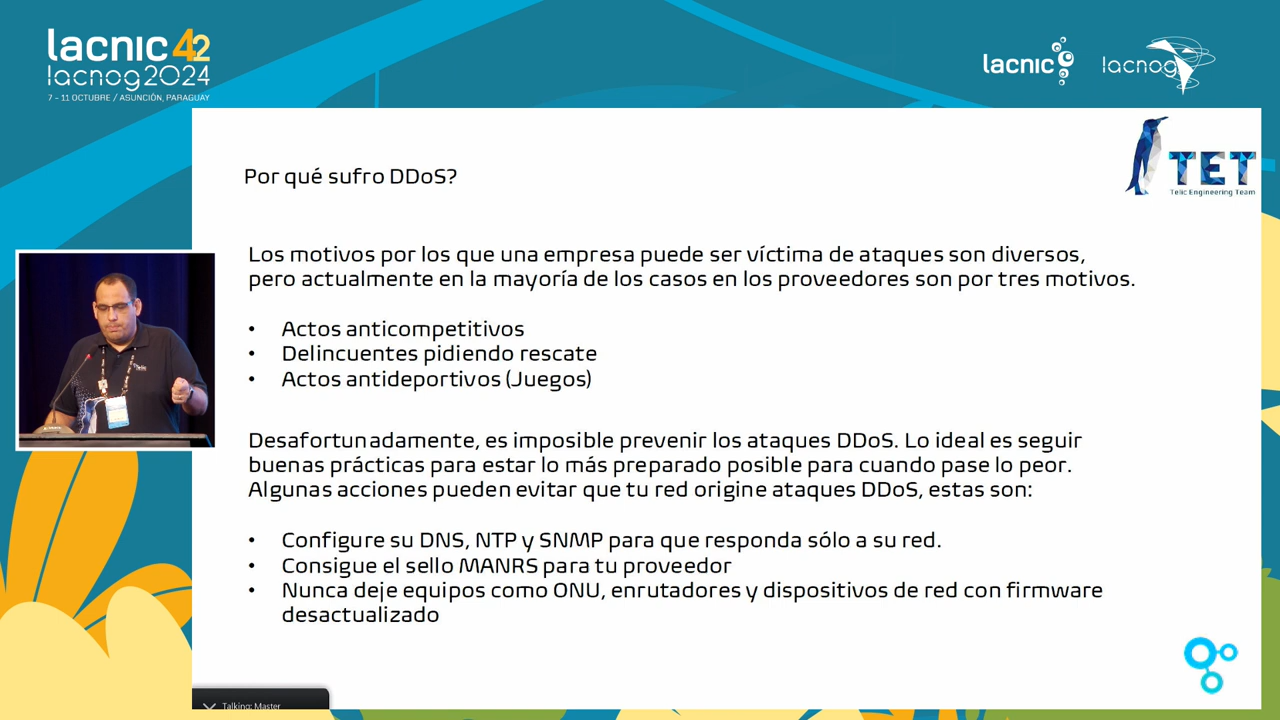 lacnic 42
lacnog2024
7 - 11 OCTUBRE / ASUNCIÓN, PARAGUAY
lacnic
lacnog
TET
Telic Engineering Team
Por qué sufro DDoS?
Los motivos por los que una empresa puede ser víctima de ataques son diversos,
pero actualmente en la mayoría de los casos en los proveedores son por tres motivos.
• Actos anticompetitivos
• Delincuentes pidiendo rescate
• Actos antideportivos (Juegos)
Desafortunadamente, es imposible prevenir los ataques DDoS. Lo ideal es seguir
buenas prácticas para estar lo más preparado posible para cuando pase lo peor.
Algunas acciones pueden evitar que tu red origine ataques DDoS, estas son:
• Configure su DNS, NTP y SNMP para que responda sólo a su red.
• Consigue el sello MANRS para tu proveedor
• Nunca deje equipos como ONU, enrutadores y dispositivos de red con firmware
desactualizado
Talking: Master